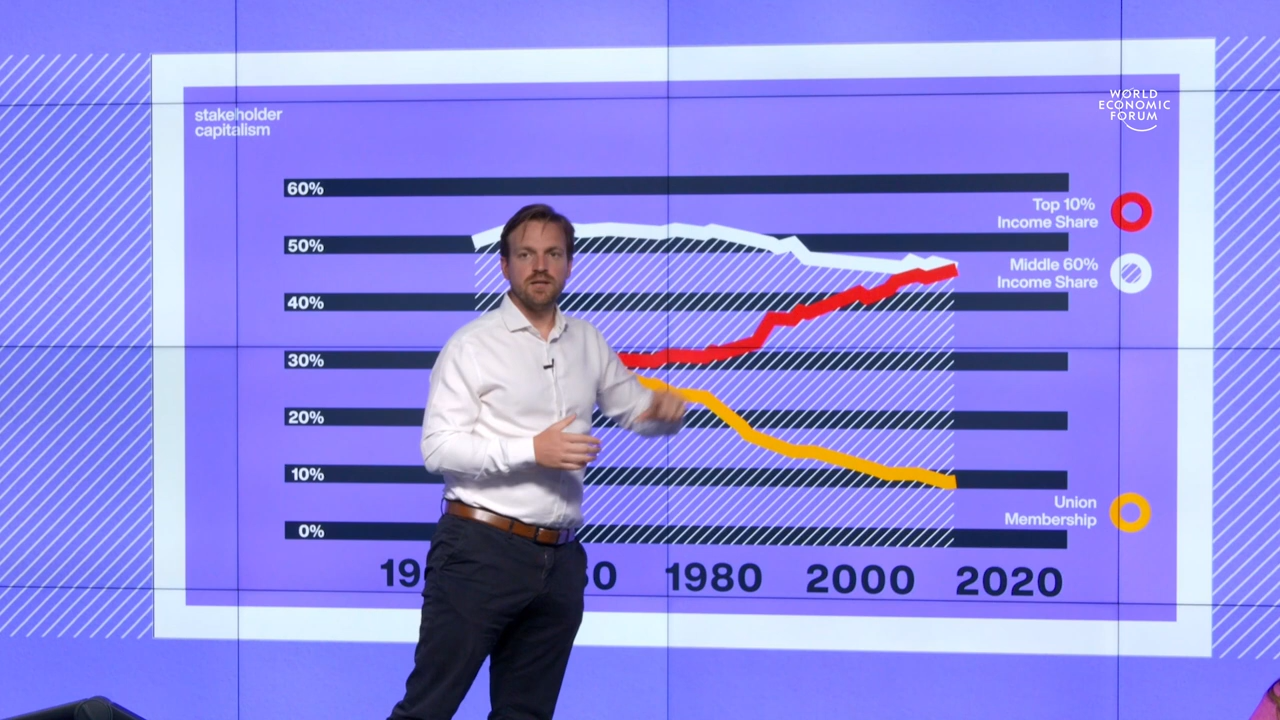 stakeholder
capitalism
WORLD
ECONOMIC
FORUM
60%
Top 10%
Income Share
50%
Middle 60%
Income Share
40%
30%
20%
10%
Union
Membership
0%
1980
2000
2020